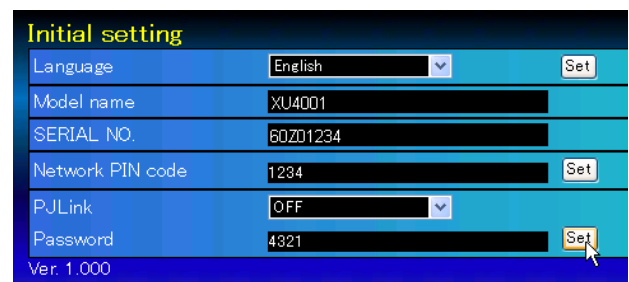 Initial setting
Language English Set
Model name XU4001
SERIAL NO. 60Z01234
Network PIN code 1234 Set
PJLink OFF
Password 4321 Set
Ver. 1.000